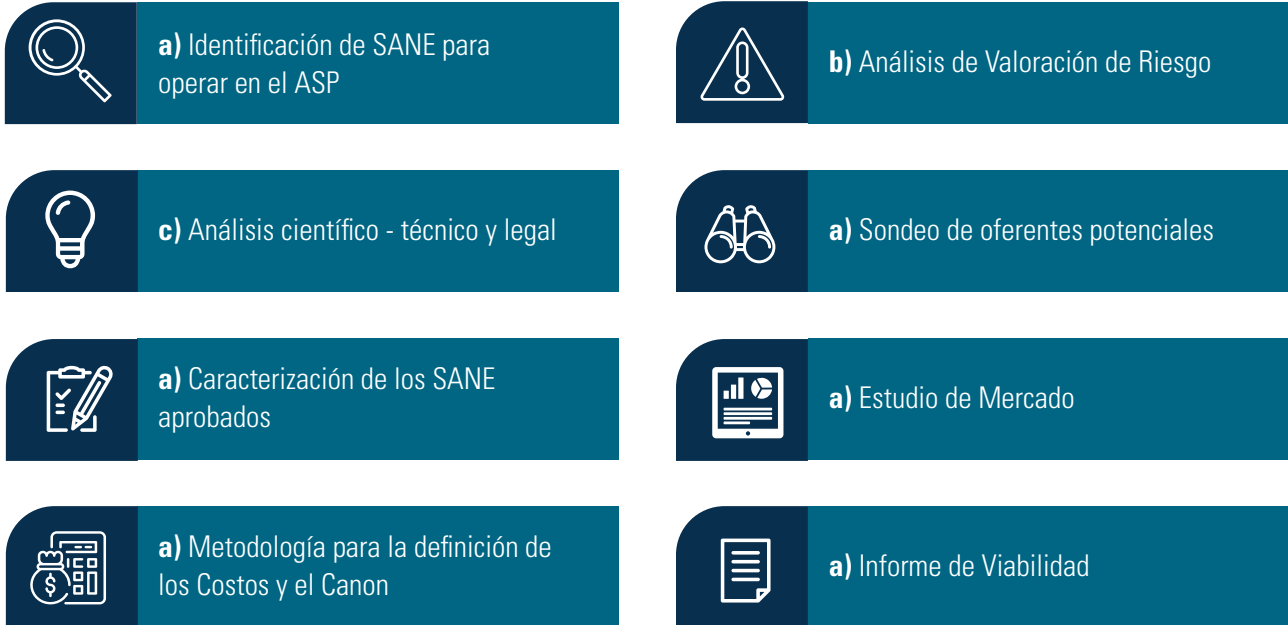 a) Identificación de SANE para
operar en el ASP
b) Análisis de Valoración de Riesgo
c) Análisis científico - técnico y legal
a) Sondeo de oferentes potenciales
a) Caracterización de los SANE
aprobados
a) Estudio de Mercado
a) Metodología para la definición de
los Costos y el Canon
$
a) Informe de Viabilidad